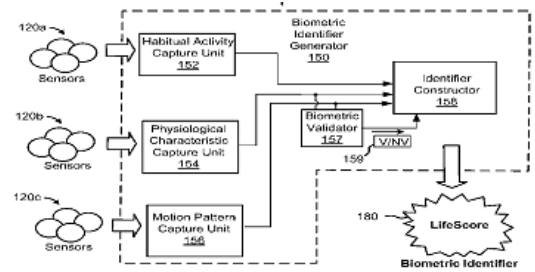 120a
Sensors
Habitual Activity
Capture Unit
152
Biometric
Identifier
Generator
150
Identifier
Constructor
158
120b
Sensors
Physiological
Characteristic
Capture Unit
154
Biometric
Validator
157
V/NV
159
120c
Sensors
Motion Pattern
Capture Unit
156
180
LifeScore
Biometric Identifier